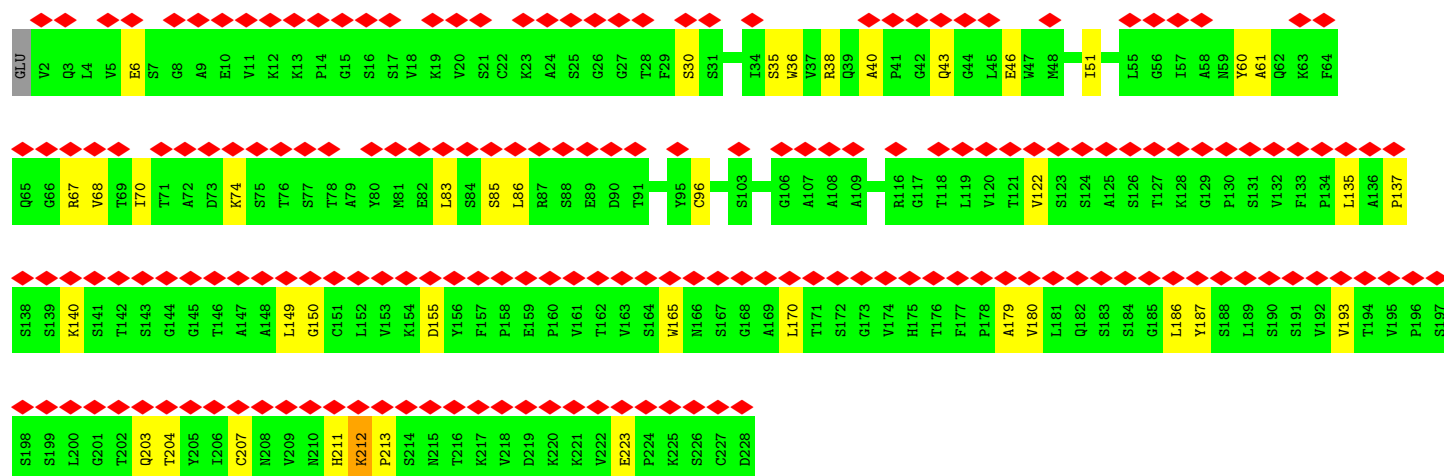 GLU V2 Q3 L4 V5 E6 S7 G8 A9 E10 V11 K12 K13 P14 G15 S16 S17 V18 K19 V20 S21 C22 K23 A24 S25 G26 G27 T28 F29 S30 S31 I34 S35 W36 V37 R38 Q39 A40 P41 G42 Q43 G44 L45 E46 W47 M48 I51 L55 G56 I57 A58 N59 Y60 A61 Q62 K63 F64
Q65 G66 R67 V68 T69 I70 T71 A72 D73 K74 S75 T76 S77 T78 A79 Y80 M81 E82 L83 S84 S85 L86 R87 S88 E89 D90 T91 Y95 C96 S103 G106 A107 A108 A109 R116 G117 T118 L119 V120 T121 V122 S123 S124 A125 S126 T127 K128 G129 P130 S131 V132 F133 P134 L135 A136 P137
S138 S139 K140 S141 T142 S143 G144 G145 T146 A147 A148 L149 G150 C151 L152 V153 K154 D155 Y156 F157 P158 E159 P160 V161 T162 V163 S164 W165 N166 S167 G168 A169 L170 T171 S172 G173 V174 H175 T176 F177 P178 A179 V180 L181 Q182 S183 S184 G185 L186 Y187 S188 L189 S190 S191 V192 V193 T194 V195 P196 S197
S198 S199 L200 G201 T202 Q203 T204 Y205 I206 C207 N208 V209 N210 H211 K212 P213 S214 N215 T216 K217 V218 D219 K220 K221 V222 E223 P224 K225 S226 C227 D228